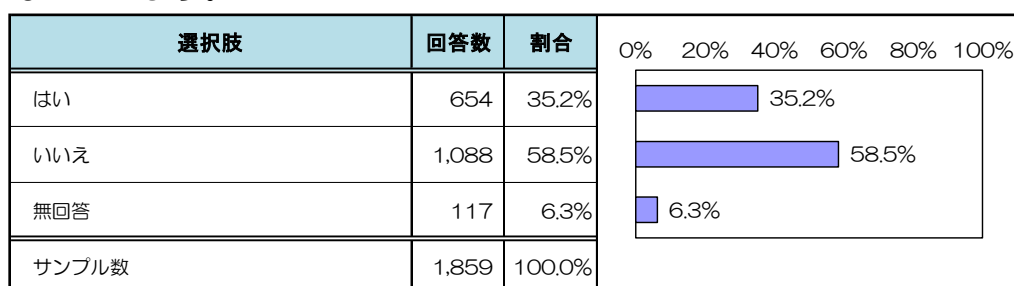 選択肢 回答数 割合 0% 20% 40% 60% 80% 100%
はい 654 35.2% 35.2%
いいえ 1,088 58.5% 58.5%
無回答 117 6.3% 6.3%
サンプル数 1,859 100.0%